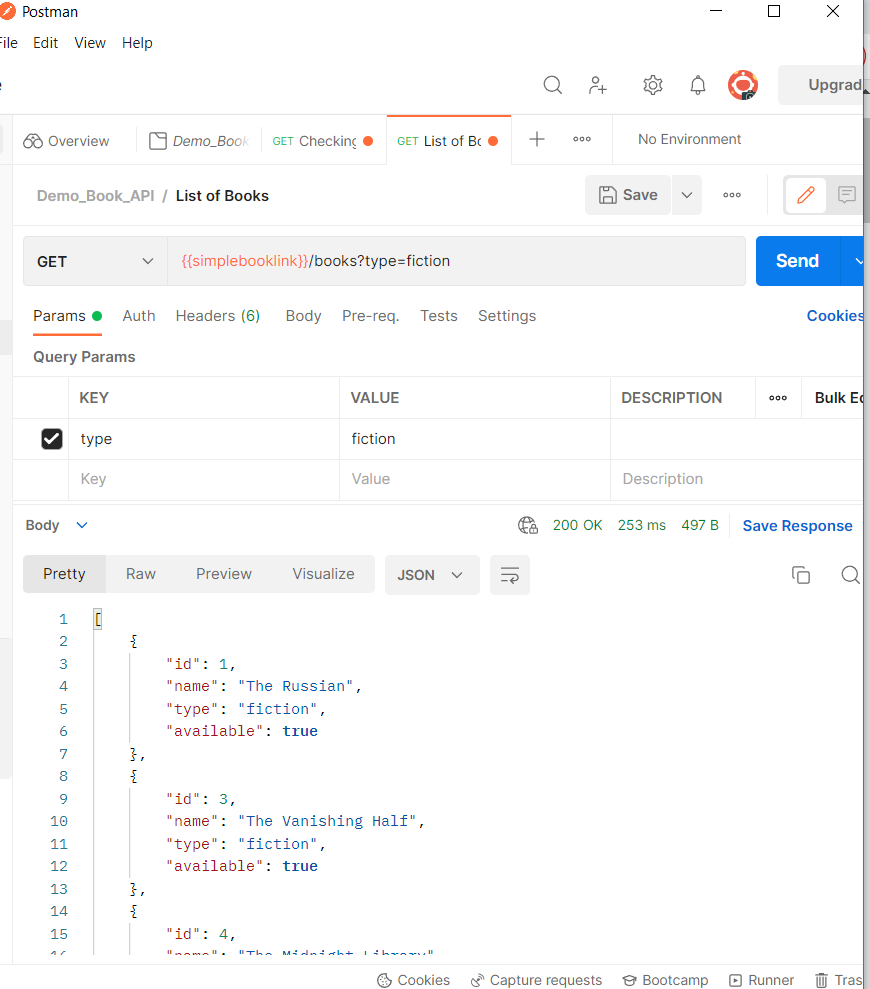 Postman
File Edit View Help
Upgrad
Overview Demo_Book GET Checking GET List of Bo No Environment
Demo_Book_API / List of Books Save
GET {{simplebooklink}}/books?type=fiction Send
Params Auth Headers (6) Body Pre-req. Tests Settings Cookies
Query Params
KEY VALUE DESCRIPTION Bulk Ed
type fiction
Key Value Description
Body 200 OK 253 ms 497 B Save Response
Pretty Raw Preview Visualize JSON
1 [
2 {
3 "id": 1,
4 "name": "The Russian",
5 "type": "fiction",
6 "available": true
7 },
8 {
9 "id": 3,
10 "name": "The Vanishing Half",
11 "type": "fiction",
12 "available": true
13 },
14 {
15 "id": 4,
16 "name": "The Midnight Library"
Cookies Capture requests Bootcamp Runner Tras